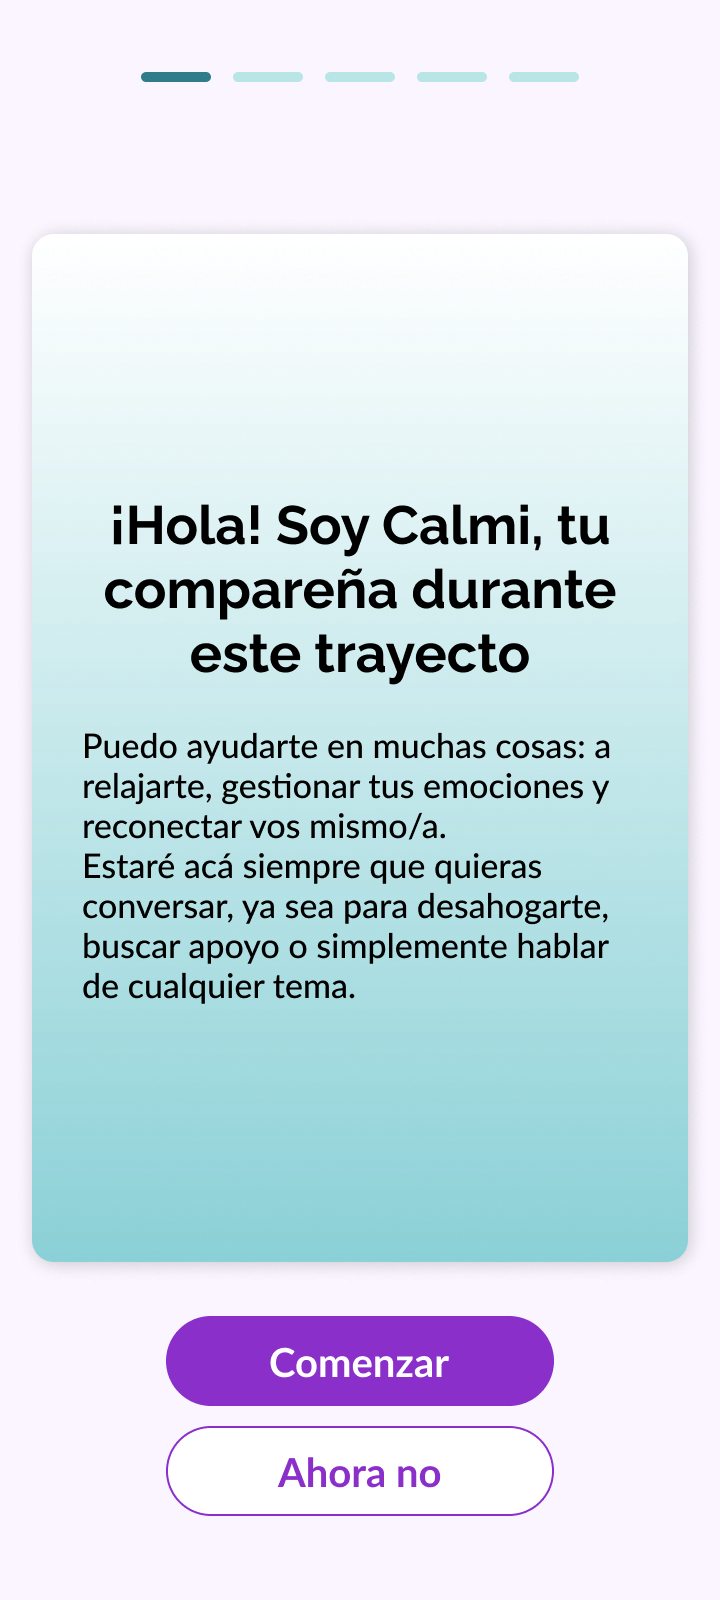 ¡Hola! Soy Calmi, tu
compareña durante
este trayecto
Puedo ayudarte en muchas cosas: a
relajarte, gestionar tus emociones y
reconectar vos mismo/a.
Estaré acá siempre que quieras
conversar, ya sea para desahogarte,
buscar apoyo o simplemente hablar
de cualquier tema.
Comenzar
Ahora no